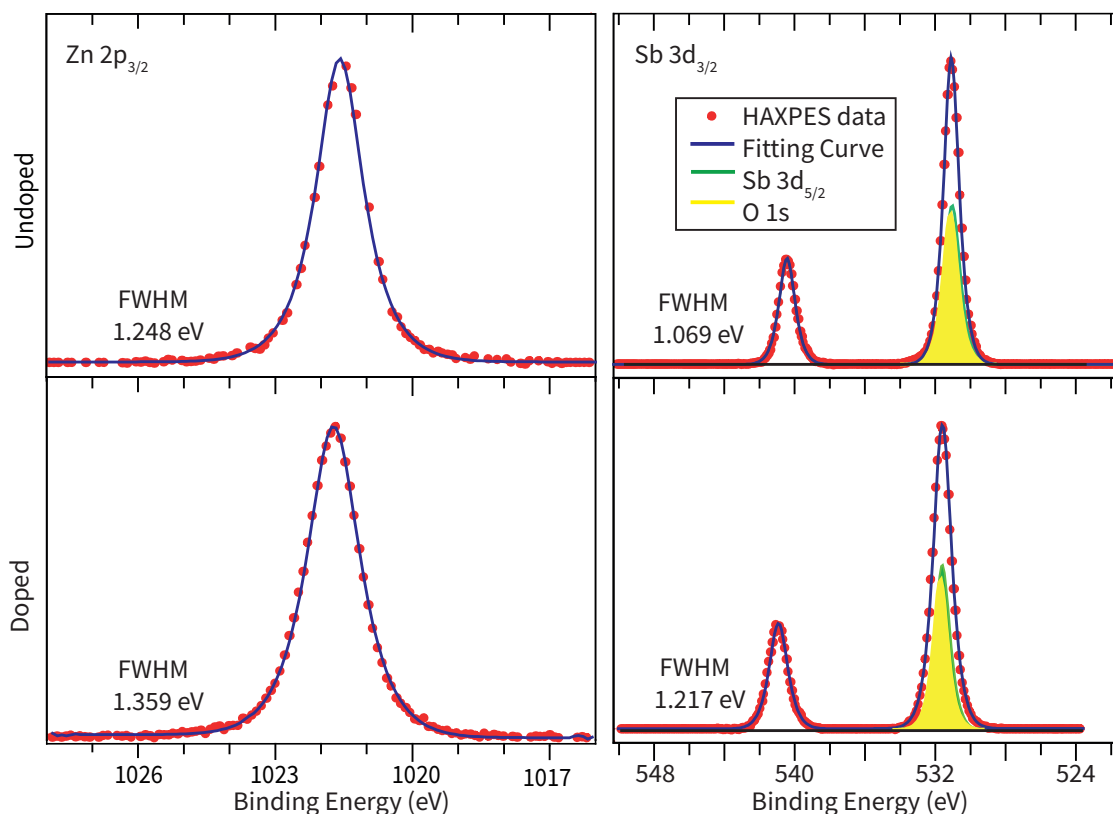 Zn 2p3/2
Undoped
FWHM
1.248 eV
Sb 3d3/2
HAXPES data
Fitting Curve
Sb 3d5/2
O 1s
FWHM
1.069 eV
Doped
FWHM
1.359 eV
FWHM
1.217 eV
1026 1023 1020 1017
Binding Energy (eV)
548 540 532 524
Binding Energy (eV)